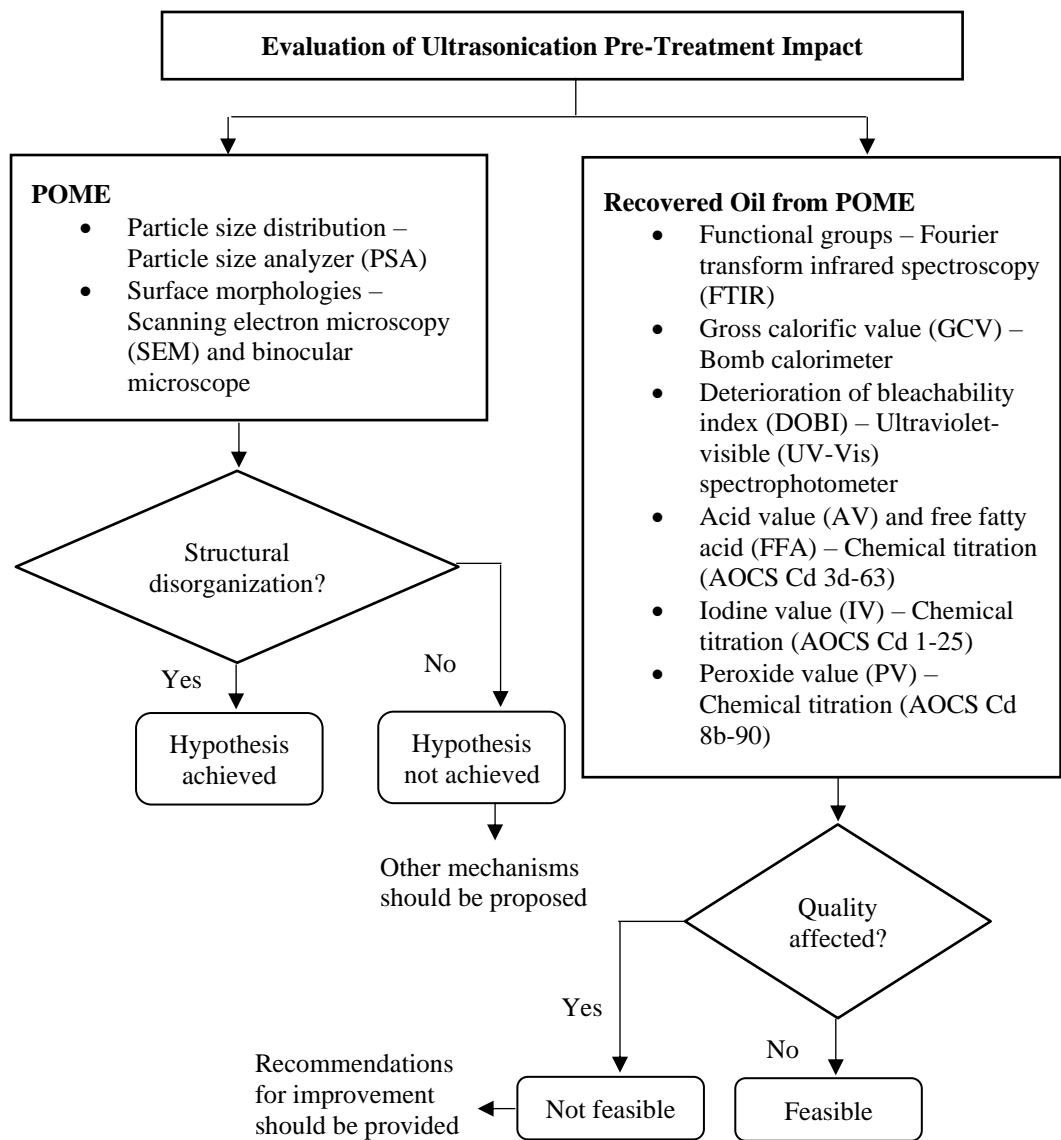 Evaluation of Ultrasonication Pre-Treatment Impact
POME
• Particle size distribution –
Particle size analyzer (PSA)
• Surface morphologies –
Scanning electron microscopy
(SEM) and binocular
microscope
Structural
disorganization?
Yes
No
Hypothesis
achieved
Hypothesis
not achieved
Other mechanisms
should be proposed
Recovered Oil from POME
• Functional groups – Fourier
transform infrared spectroscopy
(FTIR)
• Gross calorific value (GCV) –
Bomb calorimeter
• Deterioration of bleachability
index (DOBI) – Ultraviolet-
visible (UV-Vis)
spectrophotometer
• Acid value (AV) and free fatty
acid (FFA) – Chemical titration
(AOCS Cd 3d-63)
• Iodine value (IV) – Chemical
titration (AOCS Cd 1-25)
• Peroxide value (PV) –
Chemical titration (AOCS Cd
8b-90)
Quality
affected?
Yes
No
Not feasible
Feasible
Recommendations
for improvement
should be provided